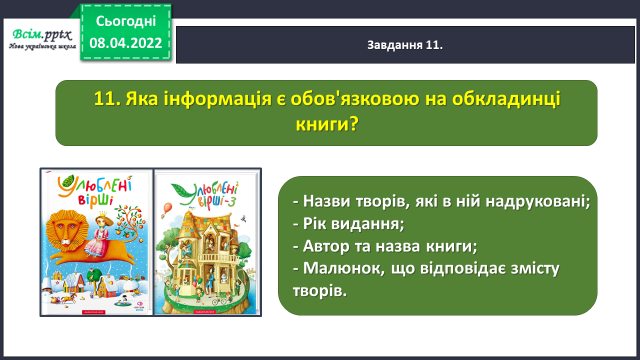 Всім.pptx
Нова українська школа
Сьогодні
08.04.2022
Завдання 11.
11. Яка інформація є обов'язковою на обкладинці
книги?
Улюблені
вірші
Улюблені
вірші-3
- Назви творів, які в ній надруковані;
- Рік видання;
- Автор та назва книги;
- Малюнок, що відповідає змісту
творів.